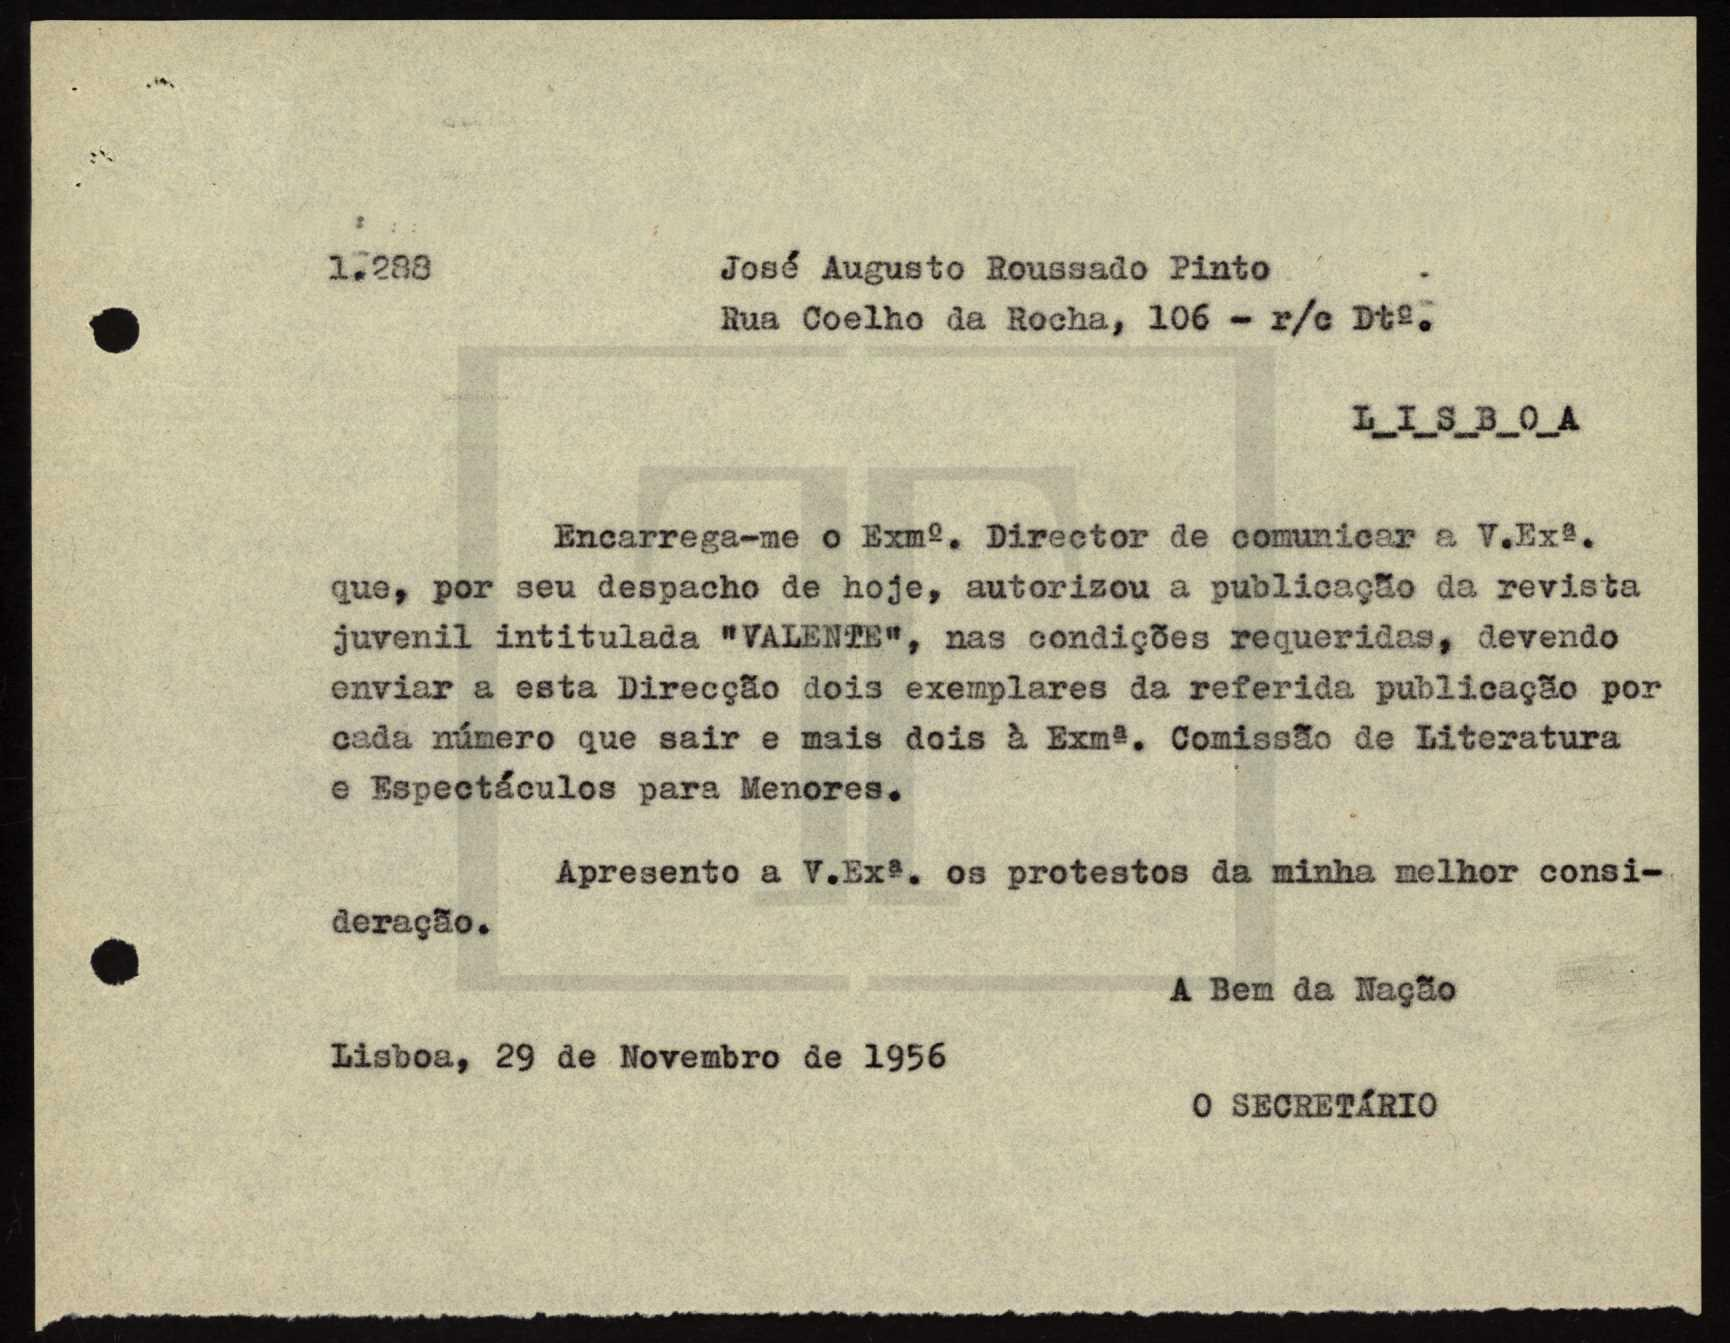 1.288
José Augusto Roussado Pinto
Rua Coelho da Rocha, 106 - r/c Dtº.
L_I_S_B_O_A
Encarrega-me o Exmº. Director de comunicar a V.Exª.
que, por seu despacho de hoje, autorizou a publicação da revista
juvenil intitulada "VALENTE", nas condições requeridas, devendo
enviar a esta Direcção dois exemplares da referida publicação por
cada número que sair e mais dois à Exmª. Comissão de Literatura
e Espectáculos para Menores.
Apresento a V.Exª. os protestos da minha melhor consi-
deração.
A Bem da Nação
Lisboa, 29 de Novembro de 1956
O SECRETÁRIO